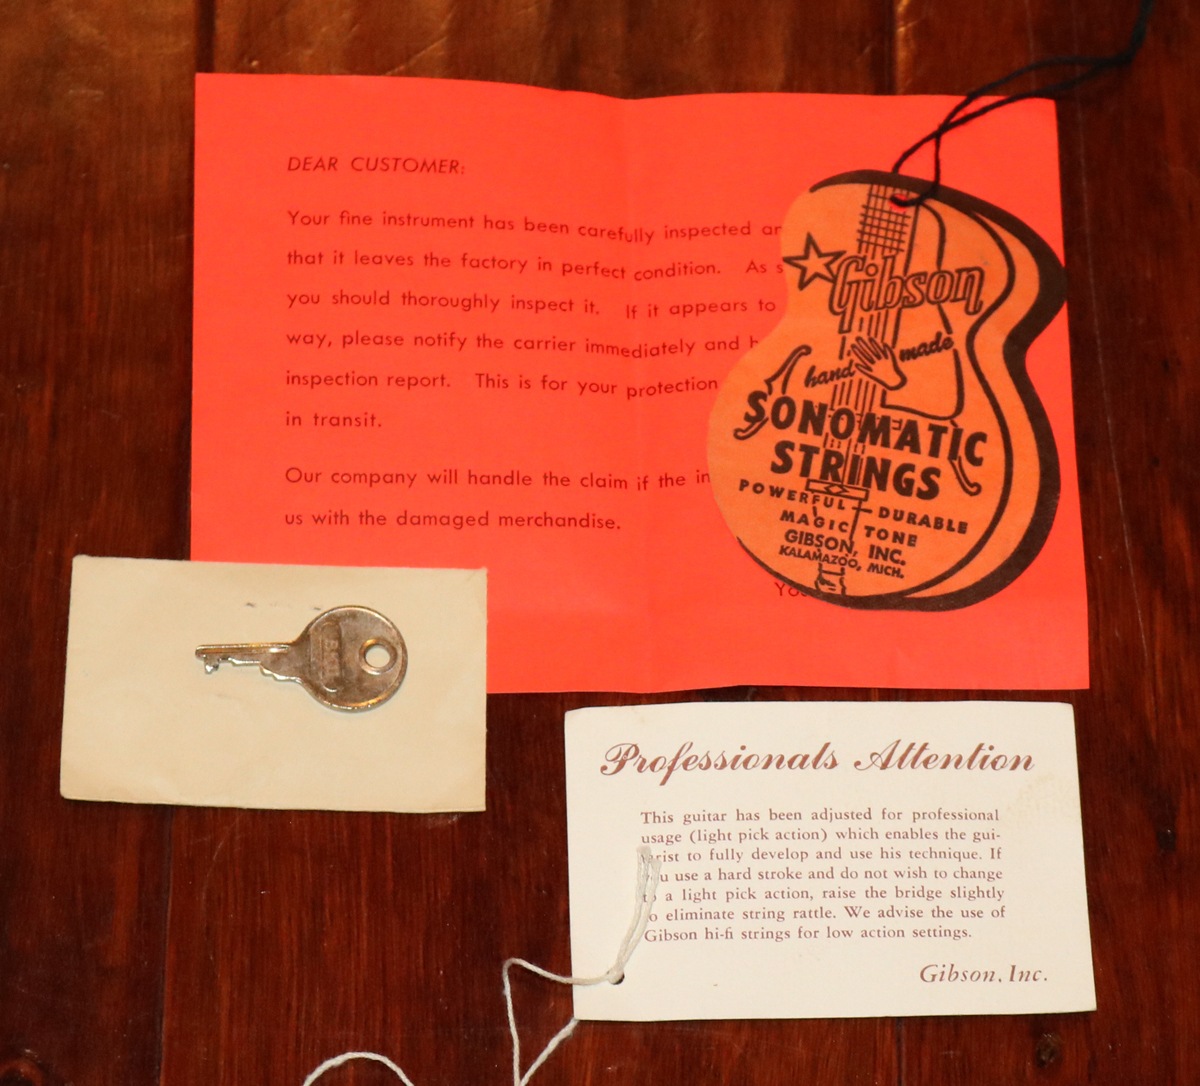 DEAR CUSTOMER:
Your fine instrument has been carefully inspected
that it leaves the factory in perfect condition. As
you should thoroughly inspect it. If it appears to
way, please notify the carrier immediately and
inspection report. This is for your protection
in transit.
Our company will handle the claim if the
us with the damaged merchandise.
Gibson
hand made
SONOMATIC
STRINGS
POWERFUL - DURABLE
MAGIC TONE
GIBSON, INC.
KALAMAZOO, MICH.
Professionals Attention
This guitar has been adjusted for professional
usage (light pick action) which enables the gui-
to fully develop and use his technique. If
use a hard stroke and do not wish to change
a light pick action, raise the bridge slightly
eliminate string rattle. We advise the use of
Gibson hi-fi strings for low action settings.
Gibson, Inc.